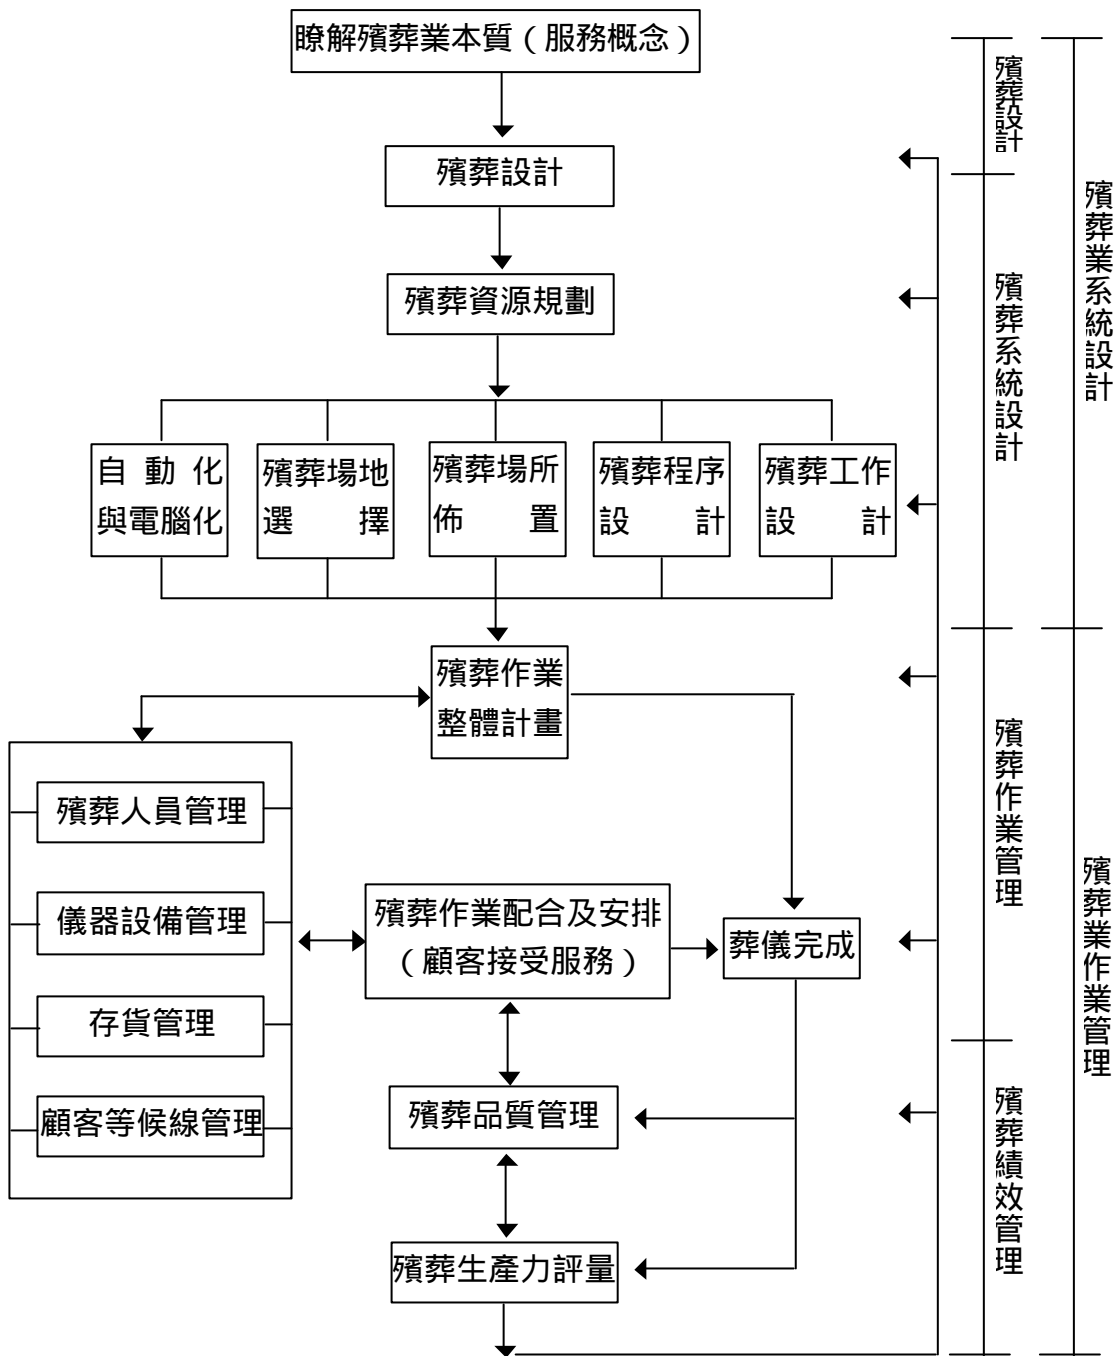 瞭解殯葬業本質（服務概念）
殯葬設計
殯葬資源規劃
自動化
與電腦化
殯葬場地
選擇
殯葬場所
佈置
殯葬程序
設計
殯葬工作
設計
殯葬作業
整體計畫
殯葬人員管理
儀器設備管理
存貨管理
顧客等候線管理
殯葬作業配合及安排
（顧客接受服務）
葬儀完成
殯葬品質管理
殯葬生產力評量
殯葬設計
殯葬系統設計
殯葬作業管理
殯葬績效管理
殯葬業系統設計
殯葬業作業管理